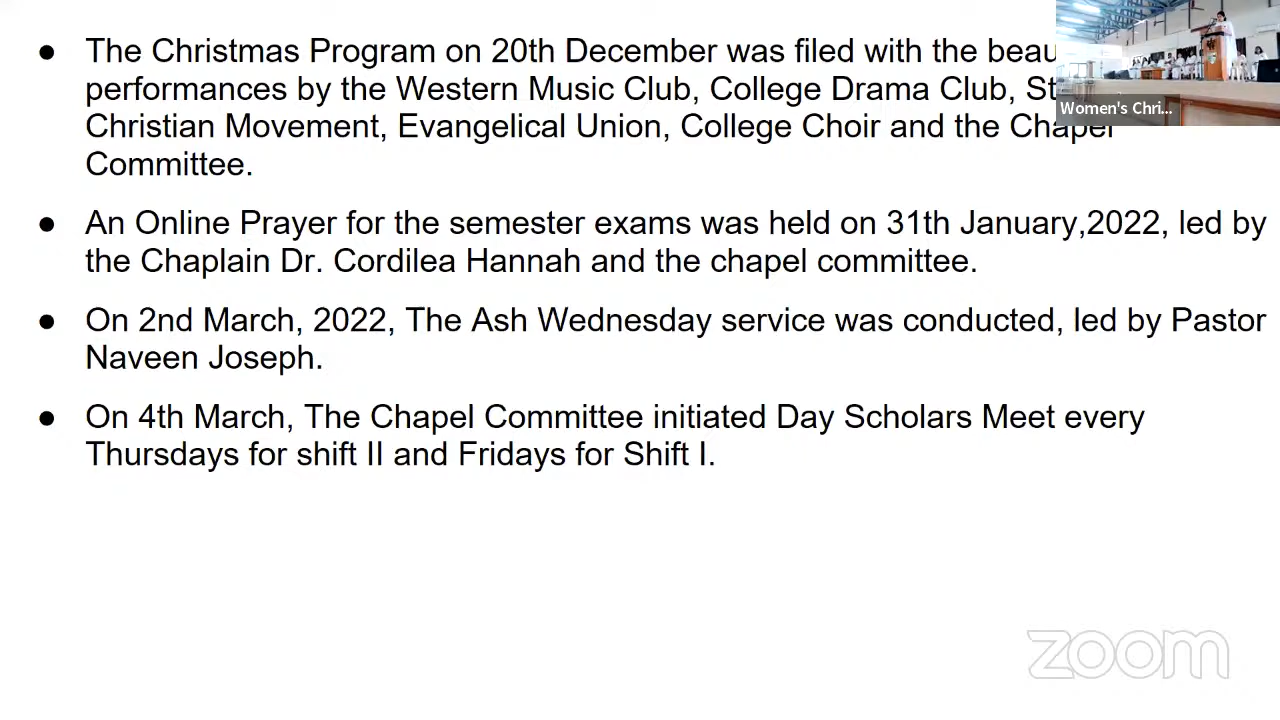 ● The Christmas Program on 20th December was filed with the
performances by the Western Music Club, College Drama Club,
Christian Movement, Evangelical Union, College Choir and the Chapel
Committee.
● An Online Prayer for the semester exams was held on 31th January,2022, led by
the Chaplain Dr. Cordilea Hannah and the chapel committee.
● On 2nd March, 2022, The Ash Wednesday service was conducted, led by Pastor
Naveen Joseph.
● On 4th March, The Chapel Committee initiated Day Scholars Meet every
Thursdays for shift II and Fridays for Shift I.
Women's Chri...
zoom